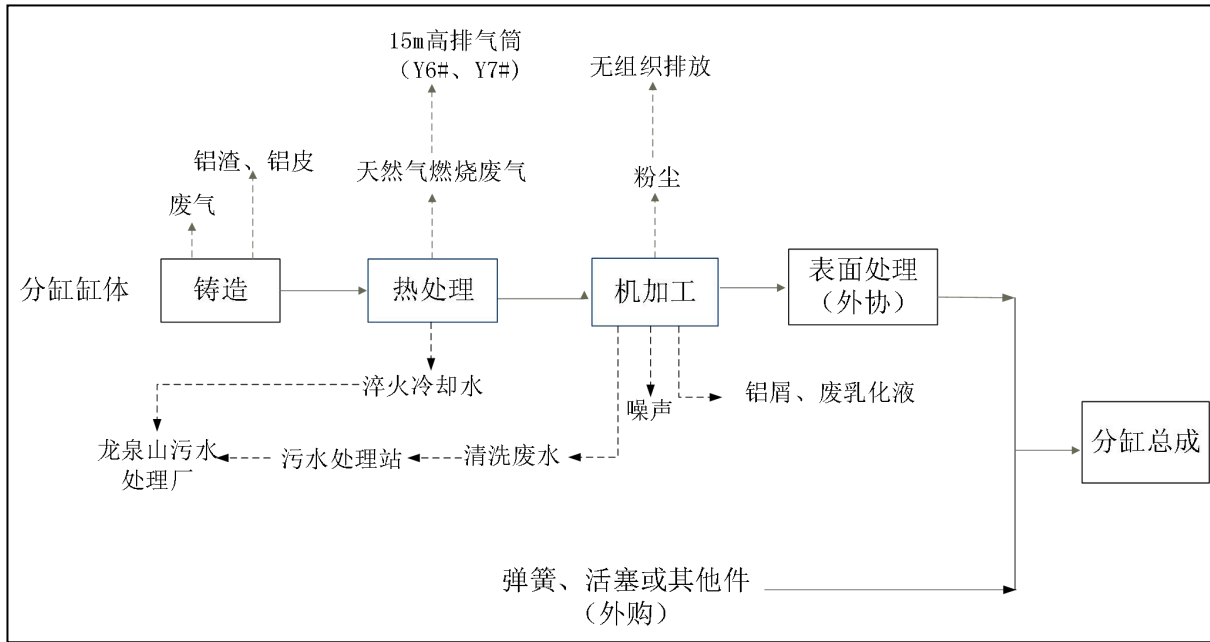 15m高排气筒
（Y6#、Y7#）
无组织排放
铝渣、铝皮
天然气燃烧废气
粉尘
废气
分缸缸体
铸造
热处理
机加工
表面处理
（外协）
淬火冷却水
噪声
铝屑、废乳化液
龙泉山污水
处理厂
污水处理站
清洗废水
分缸总成
弹簧、活塞或其他件
（外购）